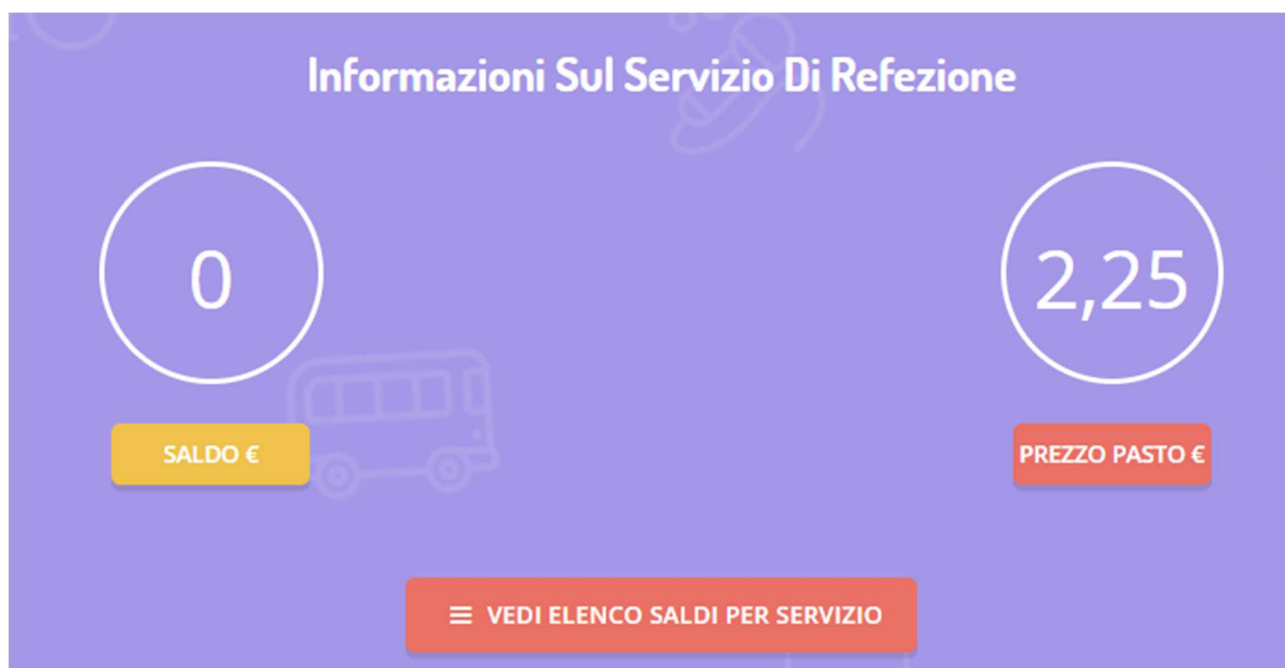 Informazioni Sul Servizio Di Refezione
0
2,25
SALDO €
PREZZO PASTO €
VEDI ELENCO SALDI PER SERVIZIO